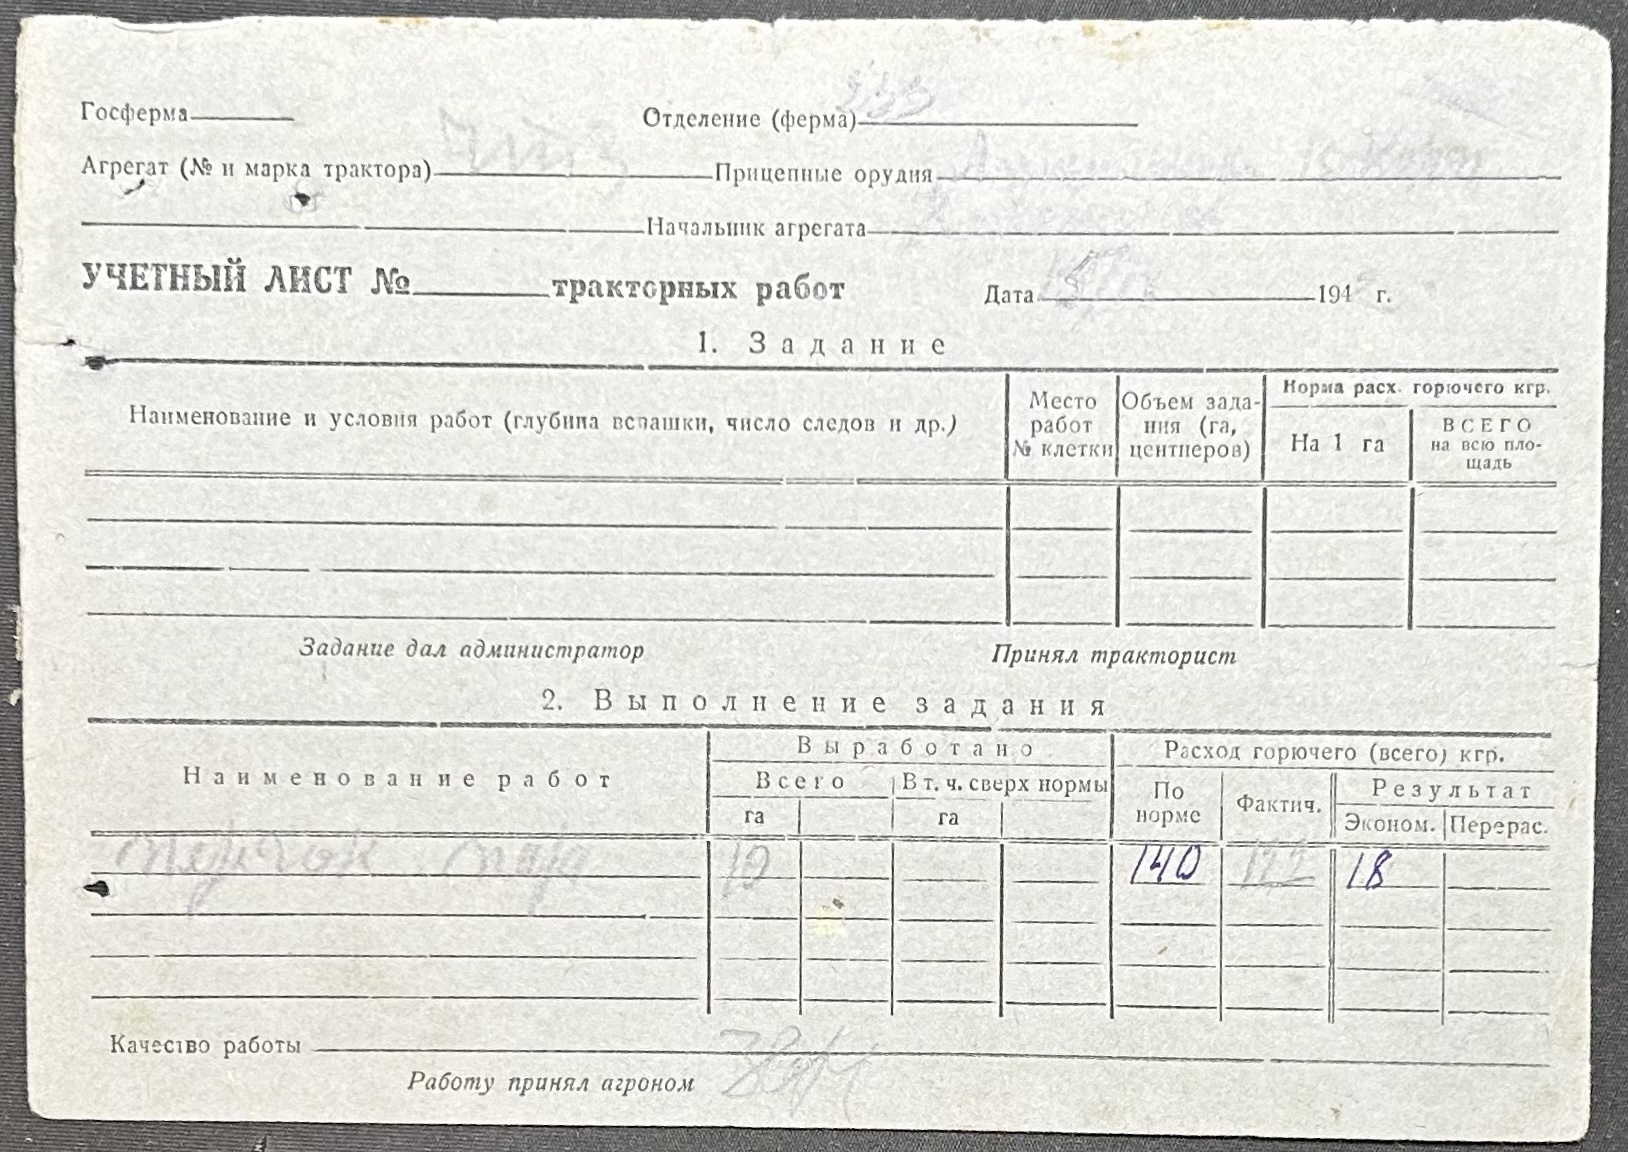 Госферма
Отделение (ферма) 233
Агрегат (№ и марка трактора)
Прицепные орудия
Начальник агрегата
УЧЕТНЫЙ ЛИСТ № тракторных работ
Дата 194 г.
1. Задание
Наименование и условия работ (глубина вспашки, число следов и др.)
Место работ № клетки
Объем задания (га, центнеров)
Норма расх. горючего кгр.
На 1 га
ВСЕГО на всю площадь
Задание дал администратор
Принял тракторист
2. Выполнение задания
Наименование работ
Выработано
Расход горючего (всего) кгр.
Всего
В т. ч. сверх нормы
По норме
Фактич.
Результат
га
га
Эконом.
Перерас.
пара 10 140 122 18
Качество работы
Работу принял агроном